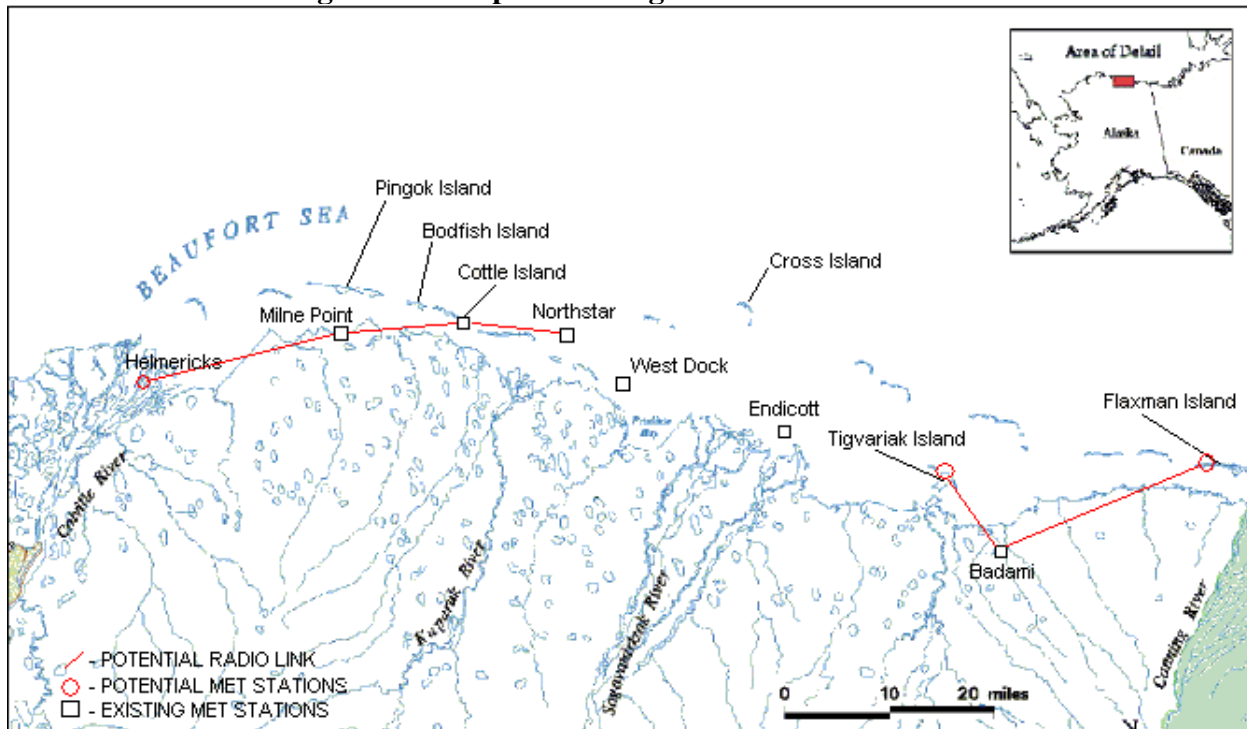 Area of Detail
Alaska
Canada
BEAUFORT SEA
Pingok Island
Bodfish Island
Cottle Island
Cross Island
Milne Point
Northstar
Helmericks
West Dock
Endicott
Flaxman Island
Tigvariak Island
Prudhoe Bay
Colville River
Kuparuk River
Sagavanirktok River
Badami
Canning River
- POTENTIAL RADIO LINK
- POTENTIAL MET STATIONS
- EXISTING MET STATIONS
0 10 20 miles